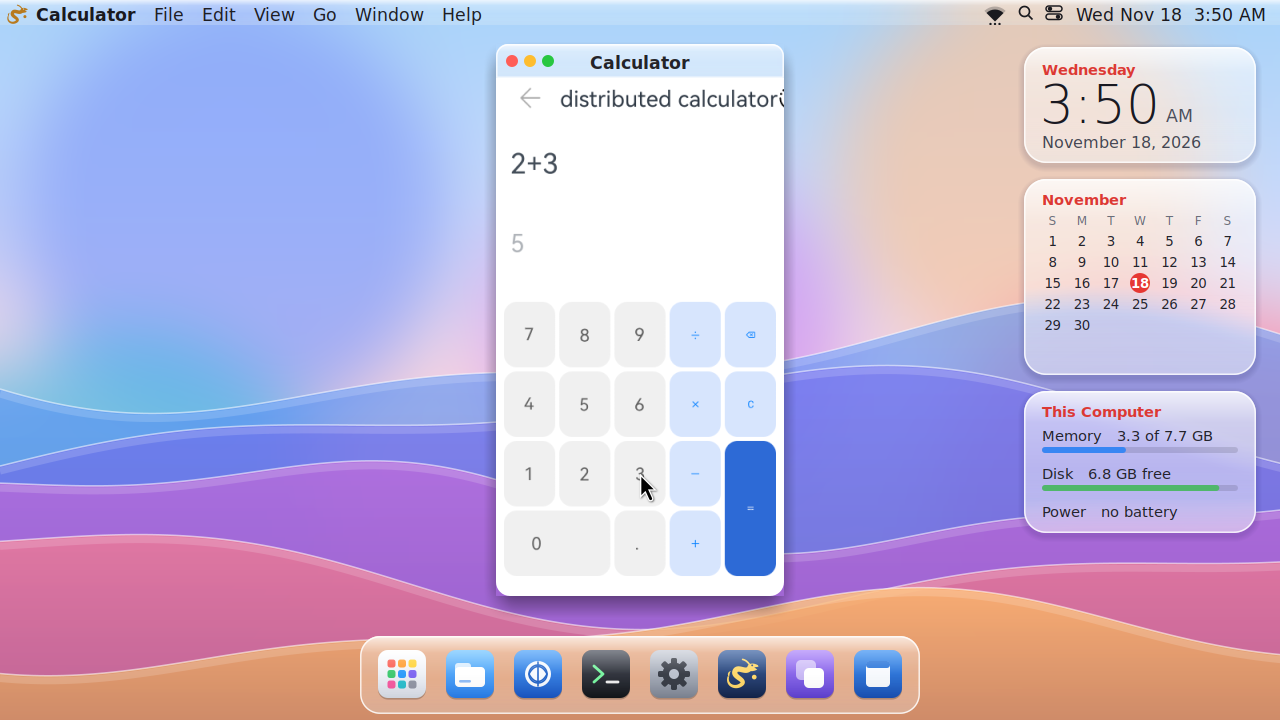 Calculator File Edit View Go Window Help Wed Nov 18 3:50 AM
Calculator
distributed calculator
2+3
5
7 8 9 ÷
4 5 6 × C
1 2 3 −
=
0 . +
Wednesday
3:50 AM
November 18, 2026
November
S M T W T F S
1 2 3 4 5 6 7
8 9 10 11 12 13 14
15 16 17 18 19 20 21
22 23 24 25 26 27 28
29 30
This Computer
Memory 3.3 of 7.7 GB
Disk 6.8 GB free
Power no battery